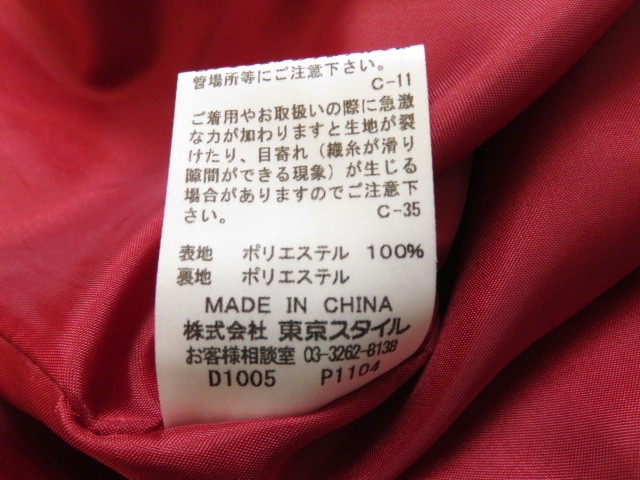 管場所等にご注意下さい。
C-11
ご着用やお取扱いの際に急激
な力が加わりますと生地が裂
けたり、目寄れ（織糸が滑り
隙間ができる現象）が生じる
場合がありますのでご注意下
さい。 C-35
表地 ポリエステル 100%
裏地 ポリエステル
MADE IN CHINA
株式会社 東京スタイル
お客様相談室 03-3262-8138
D1005 P1104